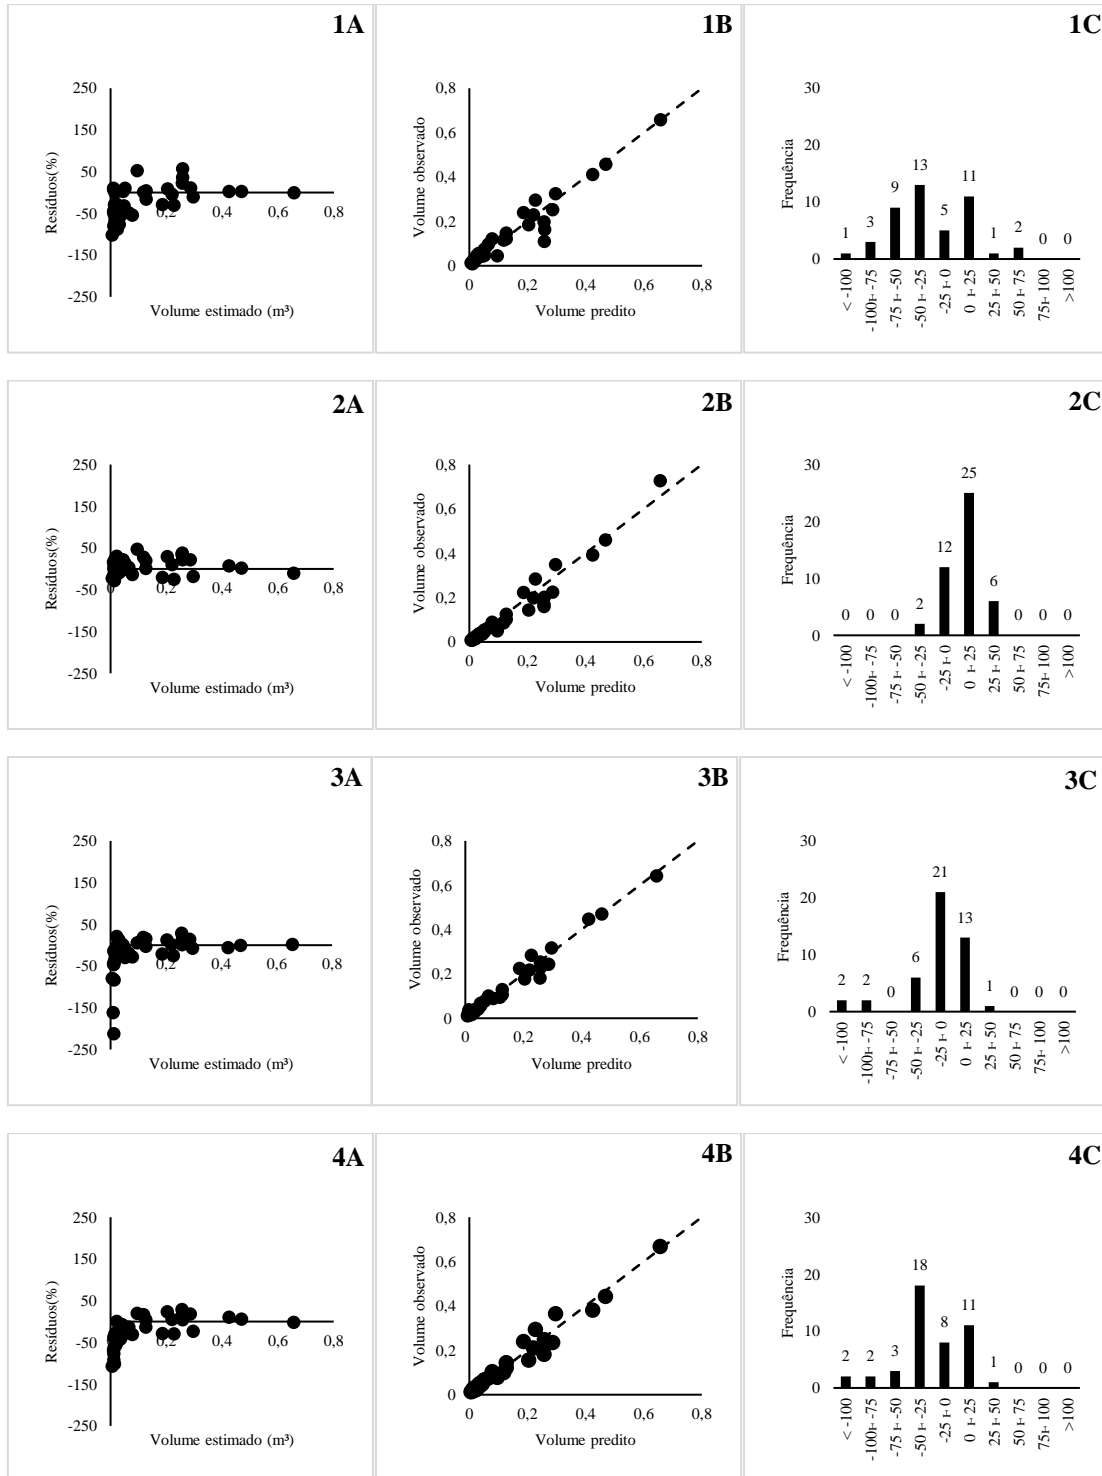 1A
250
150
50
-50
-150
-250
0,2
0,4
0,6
0,8
Resíduos(%)
Volume estimado (m³)
1B
0,8
0,6
0,4
0,2
0
0
0,2
0,4
0,6
0,8
Volume observado
Volume predito
1C
30
20
10
0
Frequência
1
3
9
13
5
11
1
2
0
0
< -100
-100ı- -75
-75 ı- -50
-50 ı- -25
-25 ı- 0
0 ı- 25
25 ı- 50
50 ı- 75
75ı- 100
>100
2A
250
150
50
-50
-150
-250
0
0,2
0,4
0,6
0,8
Resíduos(%)
Volume estimado (m³)
2B
0,8
0,6
0,4
0,2
0
0
0,2
0,4
0,6
0,8
Volume observado
Volume predito
2C
30
20
10
0
Frequência
0
0
0
2
12
25
6
0
0
0
< -100
-100ı- -75
-75 ı- -50
-50 ı- -25
-25 ı- 0
0 ı- 25
25 ı- 50
50 ı- 75
75ı- 100
>100
3A
250
150
50
-50
-150
-250
0,2
0,4
0,6
0,8
Resíduos(%)
Volume estimado (m³)
3B
0,8
0,6
0,4
0,2
0
0
0,2
0,4
0,6
0,8
Volume observado
Volume predito
3C
30
20
10
0
Frequência
2
2
0
6
21
13
1
0
0
0
< -100
-100ı- -75
-75 ı- -50
-50 ı- -25
-25 ı- 0
0 ı- 25
25 ı- 50
50 ı- 75
75ı- 100
>100
4A
250
150
50
-50
-150
-250
0,2
0,4
0,6
0,8
Resíduos(%)
Volume estimado (m³)
4B
0,8
0,6
0,4
0,2
0
0
0,2
0,4
0,6
0,8
Volume observado
Volume predito
4C
30
20
10
0
Frequência
2
2
3
18
8
11
1
0
0
0
< -100
-100ı- -75
-75 ı- -50
-50 ı- -25
-25 ı- 0
0 ı- 25
25 ı- 50
50 ı- 75
75ı- 100
>100